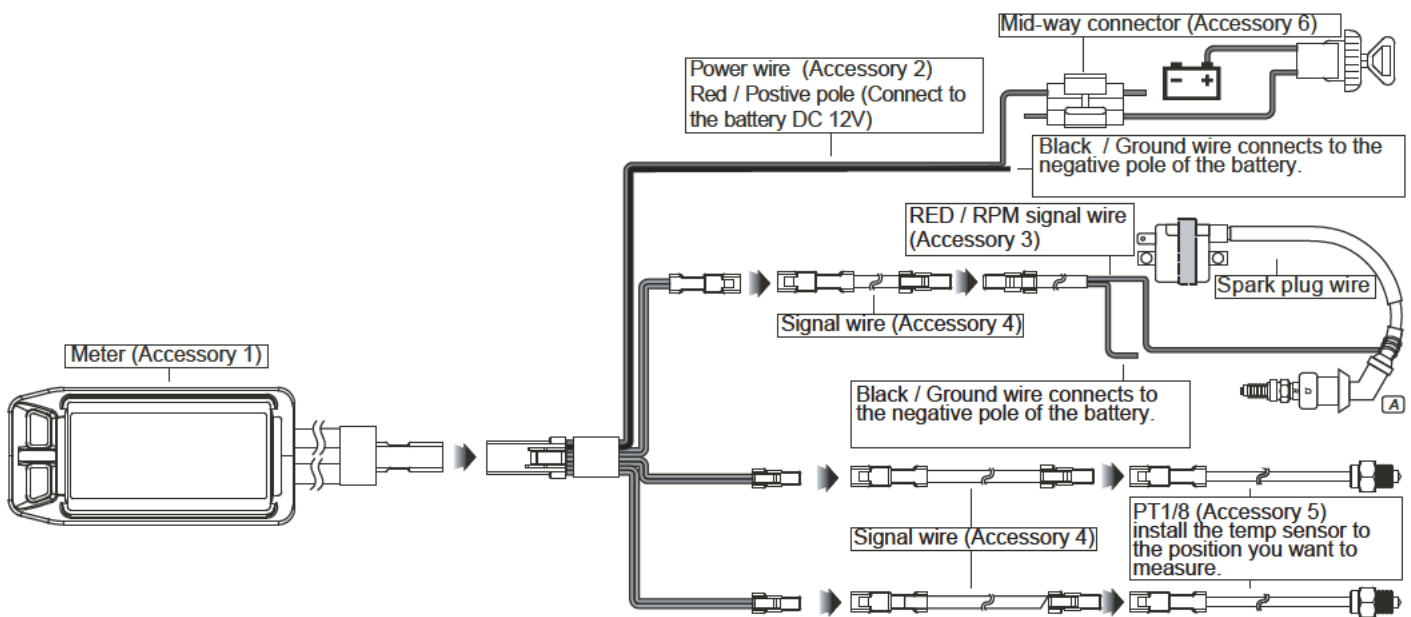 Mid-way connector (Accessory 6)
Power wire (Accessory 2)
Red / Postive pole (Connect to
the battery DC 12V)
− +
Black / Ground wire connects to the
negative pole of the battery.
RED / RPM signal wire
(Accessory 3)
Spark plug wire
Signal wire (Accessory 4)
Meter (Accessory 1)
Black / Ground wire connects to
the negative pole of the battery.
A
PT1/8 (Accessory 5)
install the temp sensor to
the position you want to
measure.
Signal wire (Accessory 4)